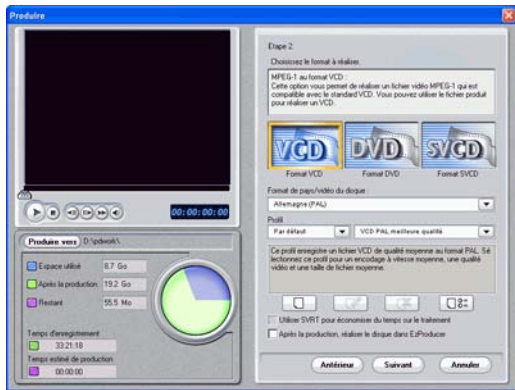 Produire
00:00:00:00
Produire vers D:\pdwork\
Espace utilisé 8.7 Go
Après la production 19.2 Go
Restant 55.5 Mo
Temps d'enregistrement
33:21:18
Temps estimé de production
00:00:00
Etape 2:
Choisissez le format à réaliser.
MPEG-1 au format VCD :
Cette option vous permet de réaliser un fichier vidéo MPEG-1 qui est
compatible avec le standard VCD. Vous pouvez utiliser le fichier produit
pour réaliser un VCD.
VCD DVD SVCD
Format VCD Format DVD Format SVCD
Format de pays/vidéo du disque :
Allemagne (PAL)
Profil
Par défaut VCD PAL meilleure qualité
Ce profil enregistre un fichier VCD de qualité moyenne au format PAL. Sé
lectionnez ce profil pour un encodage à vitesse moyenne, une qualité
vidéo et une taille de fichier moyenne.
Utiliser SVRT pour économiser du temps sur le traitement
Après la production, réaliser le disque dans EzProducer
Antérieur Suivant Annuler